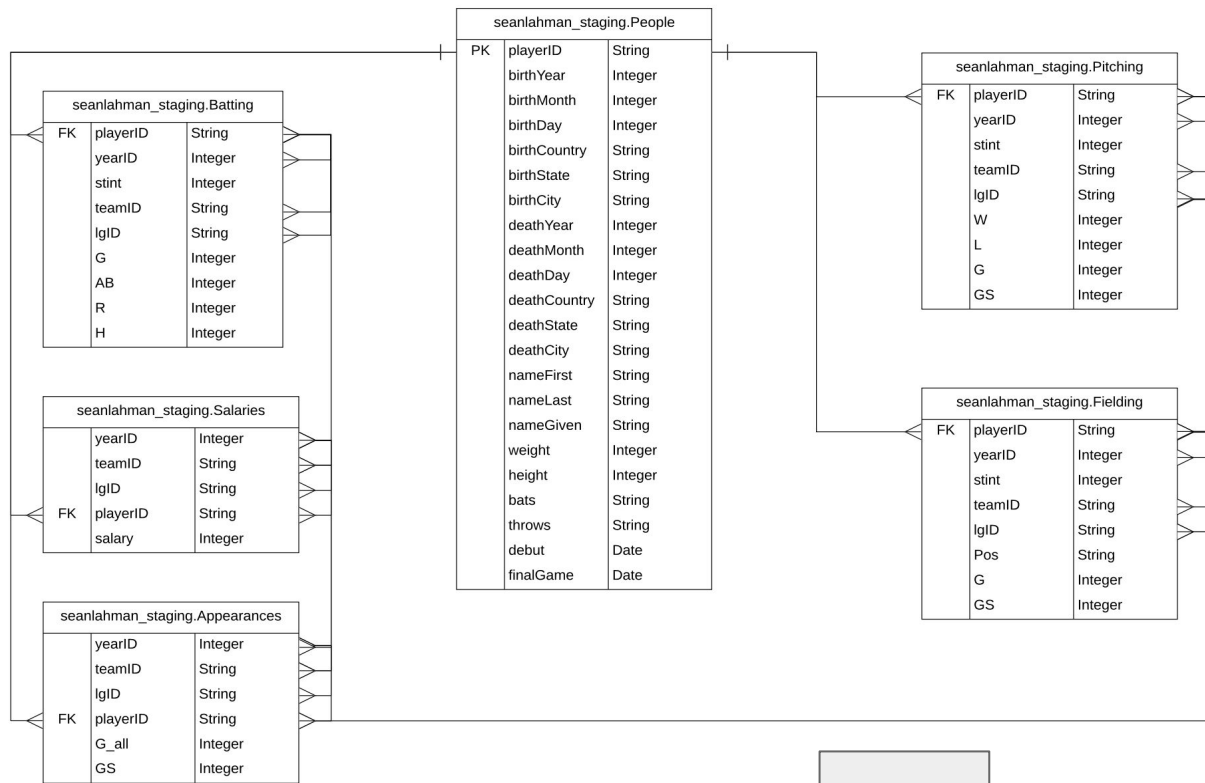 seanlahman_staging.People
PK playerID String
birthYear Integer
birthMonth Integer
birthDay Integer
birthCountry String
birthState String
birthCity String
deathYear Integer
deathMonth Integer
deathDay Integer
deathCountry String
deathState String
deathCity String
nameFirst String
nameLast String
nameGiven String
weight Integer
height Integer
bats String
throws String
debut Date
finalGame Date
seanlahman_staging.Batting
FK playerID String
yearID Integer
stint Integer
teamID String
lgID String
G Integer
AB Integer
R Integer
H Integer
seanlahman_staging.Salaries
yearID Integer
teamID String
lgID String
FK playerID String
salary Integer
seanlahman_staging.Appearances
yearID Integer
teamID String
lgID String
FK playerID String
G_all Integer
GS Integer
seanlahman_staging.Pitching
FK playerID String
yearID Integer
stint Integer
teamID String
lgID String
W Integer
L Integer
G Integer
GS Integer
seanlahman_staging.Fielding
FK playerID String
yearID Integer
stint Integer
teamID String
lgID String
Pos String
G Integer
GS Integer